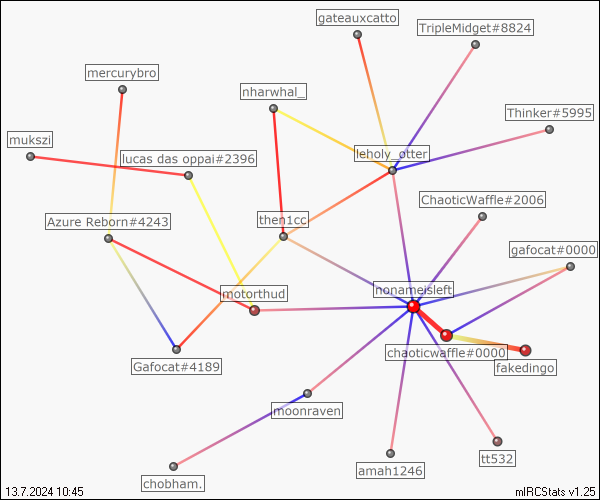 gateauxcatto
TripleMidget#8824
mercurybro
nharwhal_
Thinker#5995
mukszi
lucas das oppai#2396
leholy_otter
ChaoticWaffle#2006
Azure Reborn#4243
then1cc
gafocat#0000
motorthud
nonameisleft
chaoticwaffle#0000
Gafocat#4189
fakedingo
moonraven
tt532
amah1246
chobham.
13.7.2024 10:45
mIRCStats v1.25